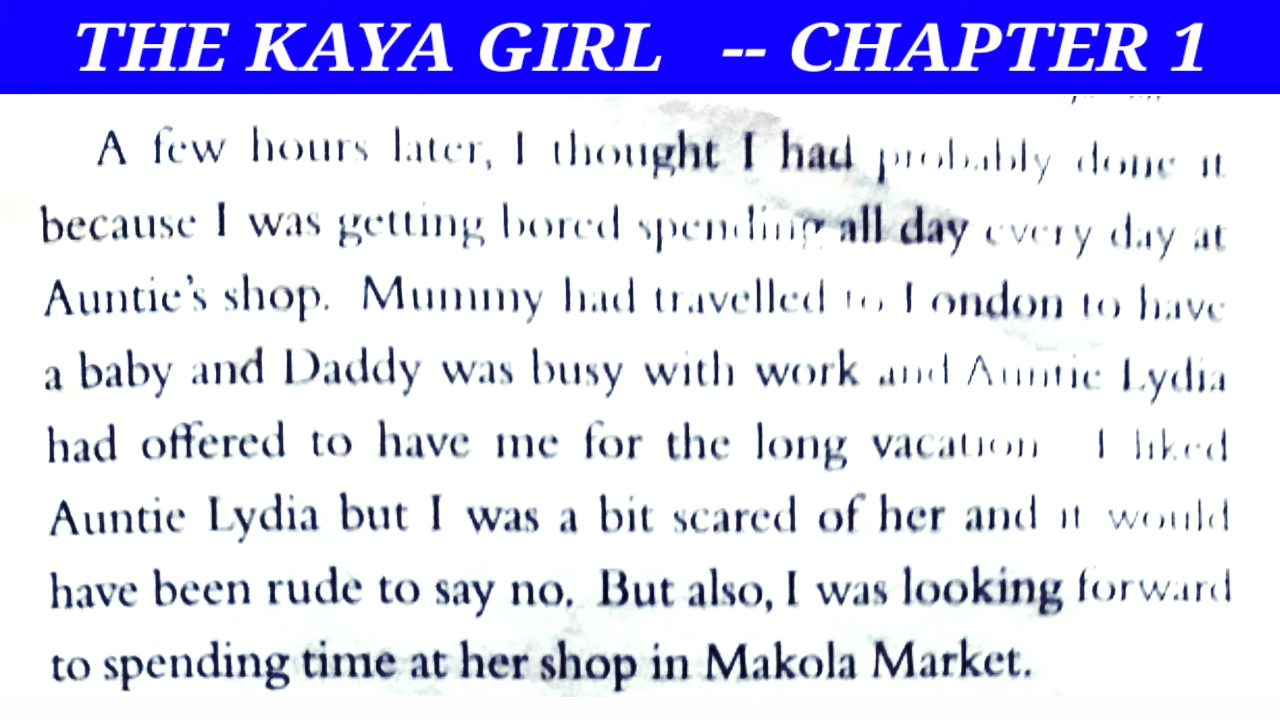 THE KAYA GIRL -- CHAPTER 1
A few hours later, I thought I had probably done it
because I was getting bored spending all day every day at
Auntie's shop. Mummy had travelled to London to have
a baby and Daddy was busy with work and Auntie Lydia
had offered to have me for the long vacation. I liked
Auntie Lydia but I was a bit scared of her and it would
have been rude to say no. But also, I was looking forward
to spending time at her shop in Makola Market.